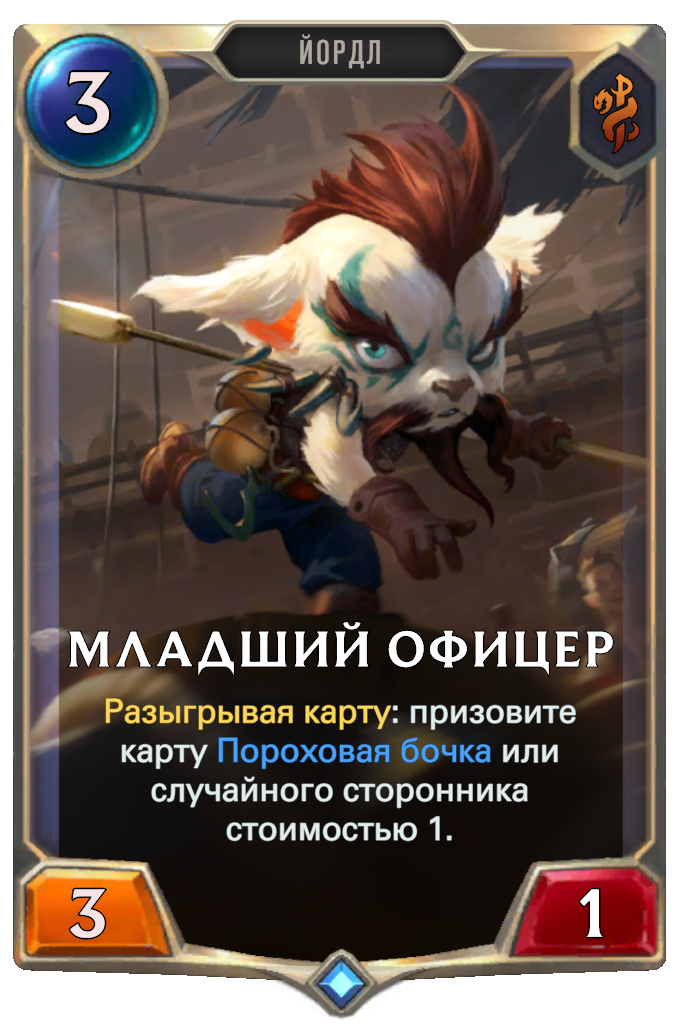 ЙОРДЛ
3
МЛАДШИЙ ОФИЦЕР
Разыгрывая карту: призовите
карту Пороховая бочка или
случайного сторонника
стоимостью 1.
3
1